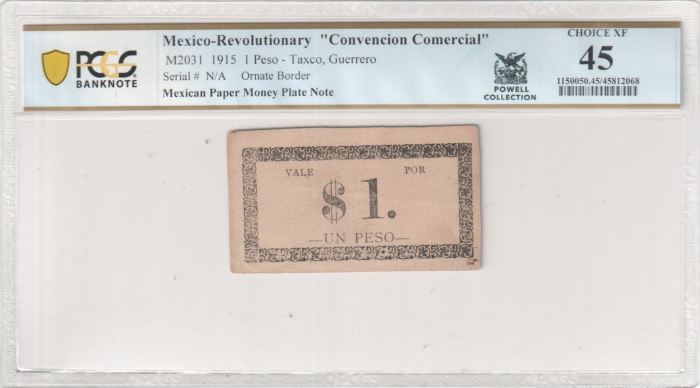 PCGS
BANKNOTE
Mexico-Revolutionary "Convencion Comercial"
M2031 1915 1 Peso - Taxco, Guerrero
Serial # N/A Ornate Border
Mexican Paper Money Plate Note
POWELL
COLLECTION
CHOICE XF
45
1150050.45/45812068
VALE POR
$ 1.
—UN PESO—